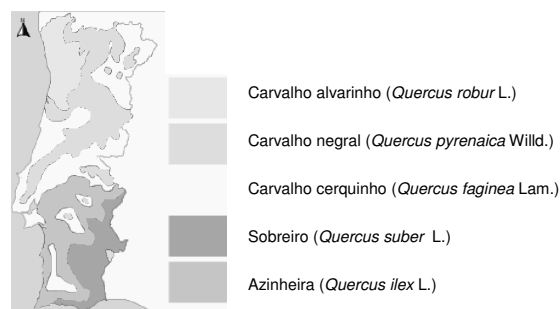 N
Carvalho alvarinho (Quercus robur L.)
Carvalho negral (Quercus pyrenaica Willd.)
Carvalho cerquinho (Quercus faginea Lam.)
Sobreiro (Quercus suber L.)
Azinheira (Quercus ilex L.)